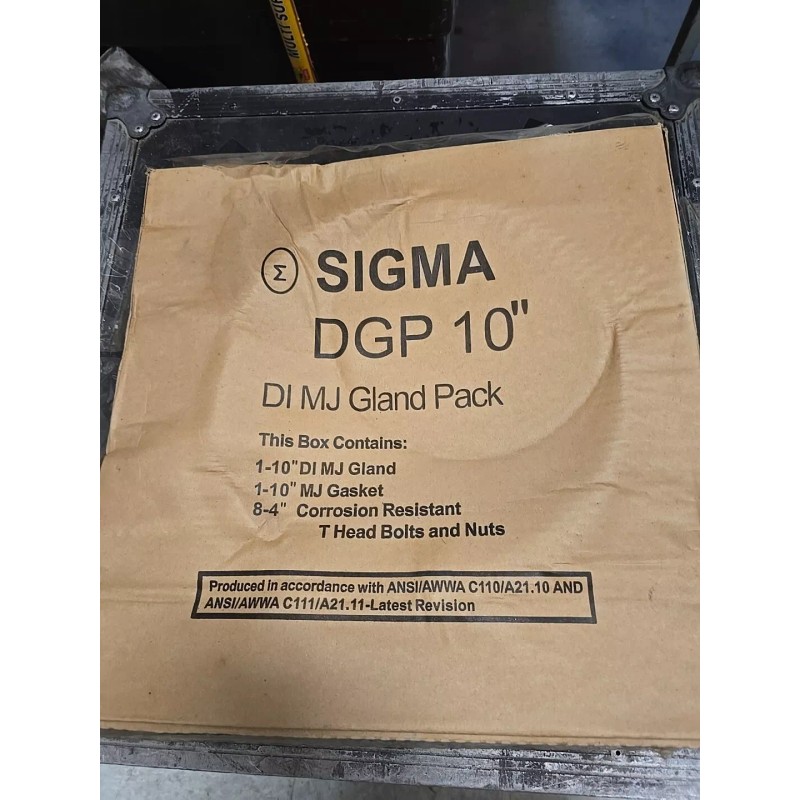 MULTI SUR
Σ SIGMA
DGP 10"
DI MJ Gland Pack
This Box Contains:
1-10"DI MJ Gland
1-10" MJ Gasket
8-4" Corrosion Resistant
T Head Bolts and Nuts
Produced in accordance with ANSI/AWWA C110/A21.10 AND
ANSI/AWWA C111/A21.11-Latest Revision